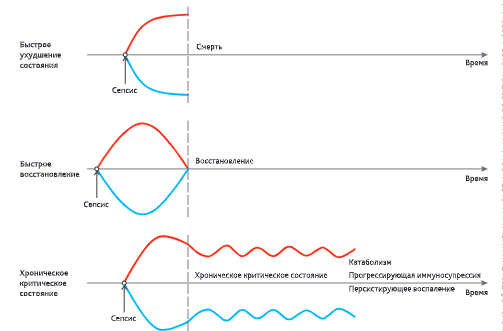 Быстрое
ухудшение
состояния
Смерть
Время
Сепсис
Быстрое
восстановление
Восстановление
Время
Сепсис
Хроническое
критическое
состояние
Хроническое критическое состояние
Катаболизм
Прогрессирующая иммуносупрессия
Персистирующее воспаление
Время
Сепсис